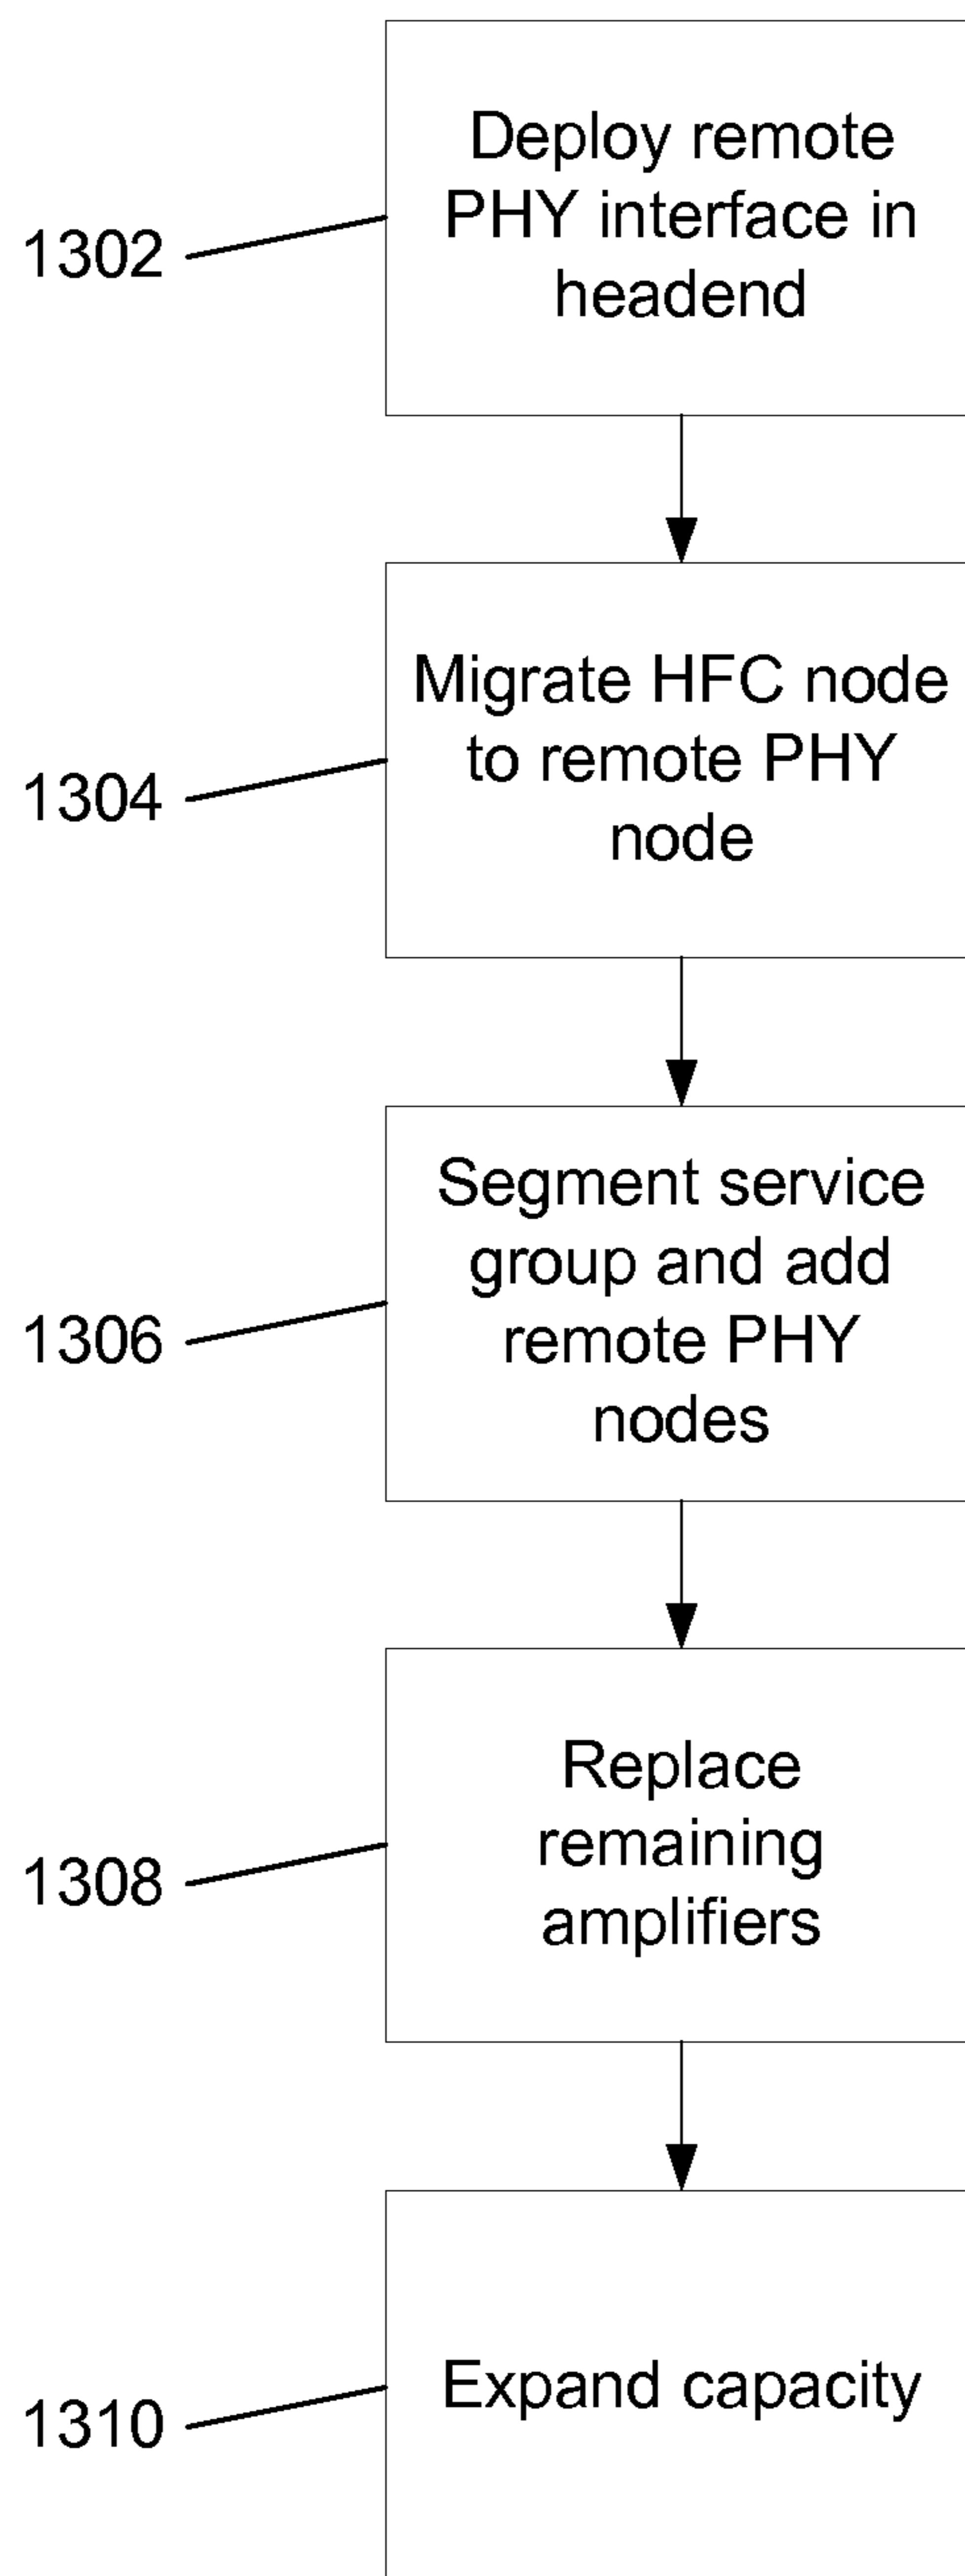 Deploy remote
PHY interface in
headend
1302
Migrate HFC node
to remote PHY
node
1304
Segment service
group and add
remote PHY
nodes
1306
Replace
remaining
amplifiers
1308
Expand capacity
1310